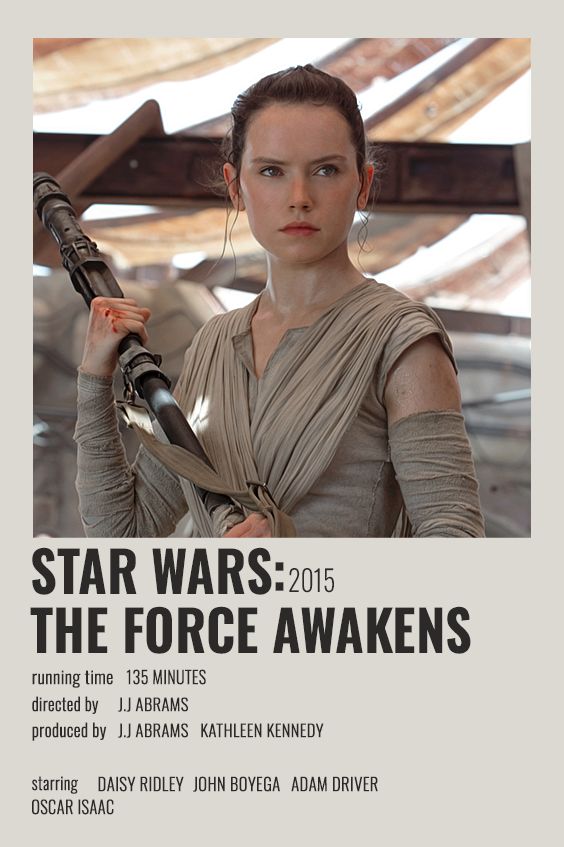 STAR WARS: 2015
THE FORCE AWAKENS
running time 135 MINUTES
directed by J.J ABRAMS
produced by J.J ABRAMS KATHLEEN KENNEDY
starring DAISY RIDLEY JOHN BOYEGA ADAM DRIVER
OSCAR ISAAC